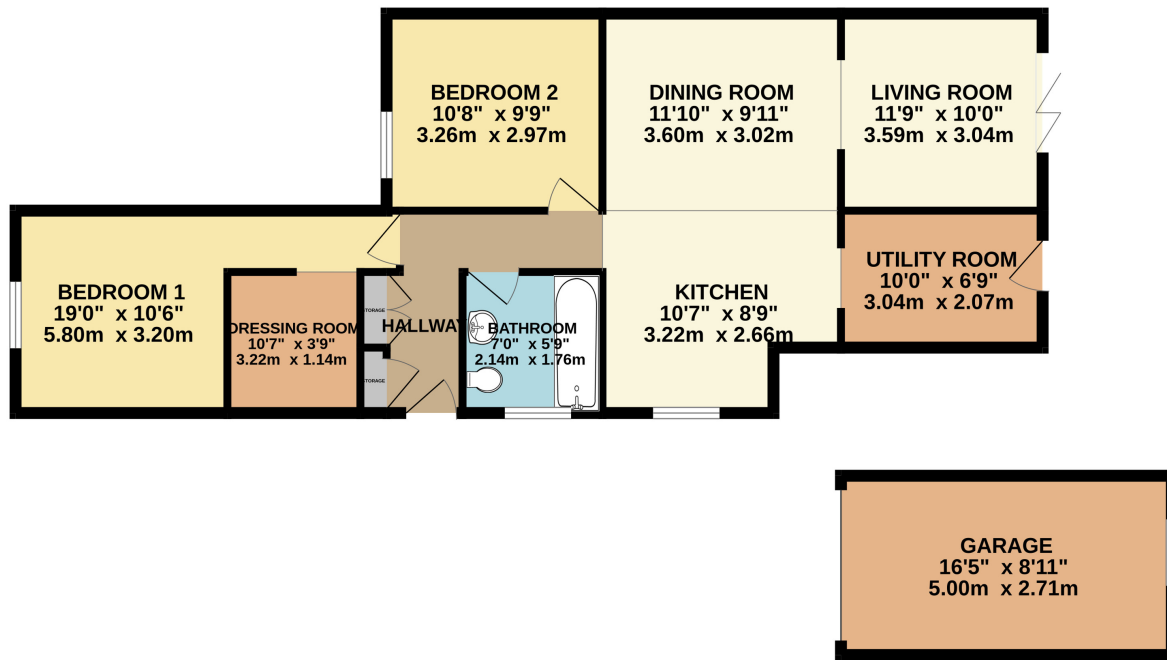 BEDROOM 2
10'8" x 9'9"
3.26m x 2.97m
DINING ROOM
11'10" x 9'11"
3.60m x 3.02m
LIVING ROOM
11'9" x 10'0"
3.59m x 3.04m
BEDROOM 1
19'0" x 10'6"
5.80m x 3.20m
DRESSING ROOM
10'7" x 3'9"
3.22m x 1.14m
STORAGE
STORAGE
HALLWAY
BATHROOM
7'0" x 5'9"
2.14m x 1.76m
KITCHEN
10'7" x 8'9"
3.22m x 2.66m
UTILITY ROOM
10'0" x 6'9"
3.04m x 2.07m
GARAGE
16'5" x 8'11"
5.00m x 2.71m